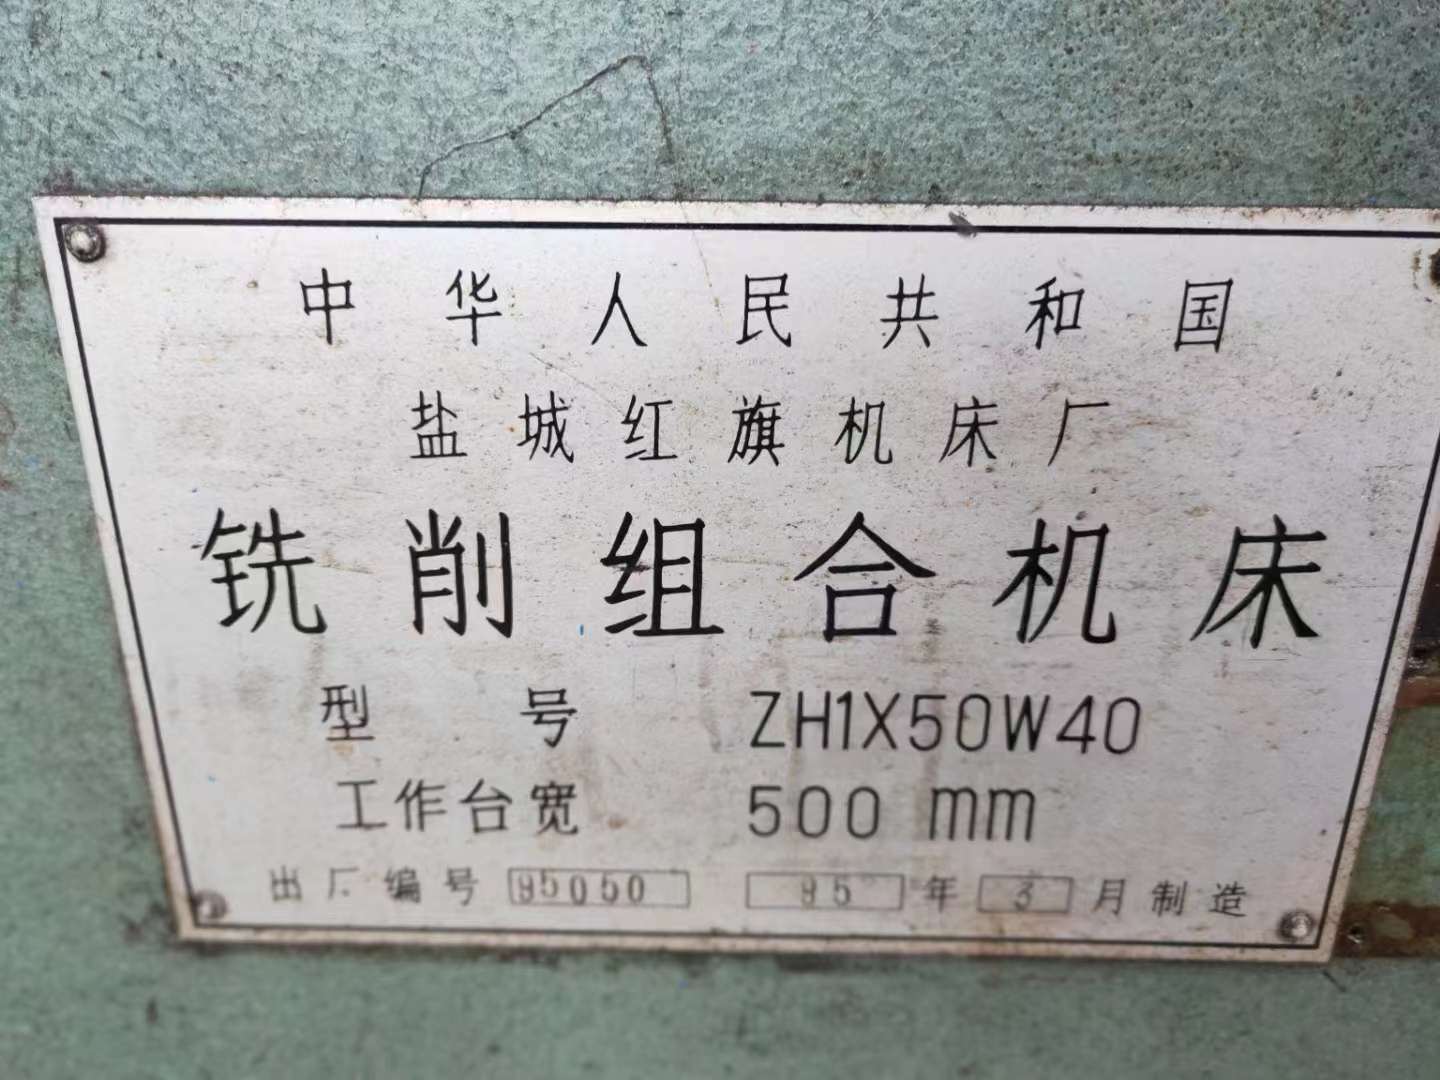 中华人民共和国
盐城红旗机床厂
铣削组合机床
型号 ZH1X50W40
工作台宽 500 mm
出厂编号 95050 95年3月制造